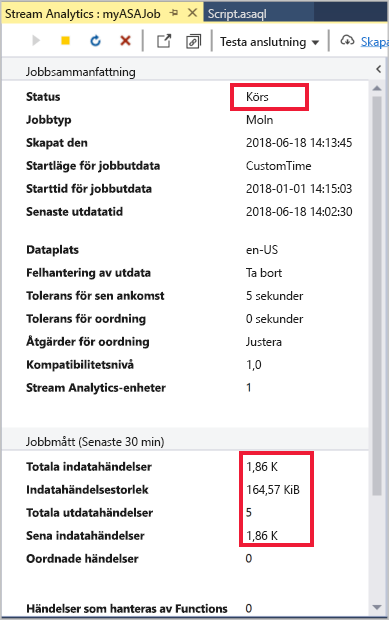 Stream Analytics : myASAJob Script.asaql
Testa anslutning Skapa
Jobbsammanfattning
Status Körs
Jobbtyp Moln
Skapat den 2018-06-18 14:13:45
Startläge för jobbutdata CustomTime
Starttid för jobbutdata 2018-01-01 14:15:03
Senaste utdatatid 2018-06-18 14:02:30
Dataplats en-US
Felhantering av utdata Ta bort
Tolerans för sen ankomst 5 sekunder
Tolerans för oordning 0 sekunder
Åtgärder för oordning Justera
Kompatibilitetsnivå 1,0
Stream Analytics-enheter 1
Jobbmått (Senaste 30 min)
Totala indatahändelser 1,86 K
Indatahändelsestorlek 164,57 KiB
Totala utdatahändelser 5
Sena indatahändelser 1,86 K
Oordnade händelser 0
Händelser som hanteras av Functions 0